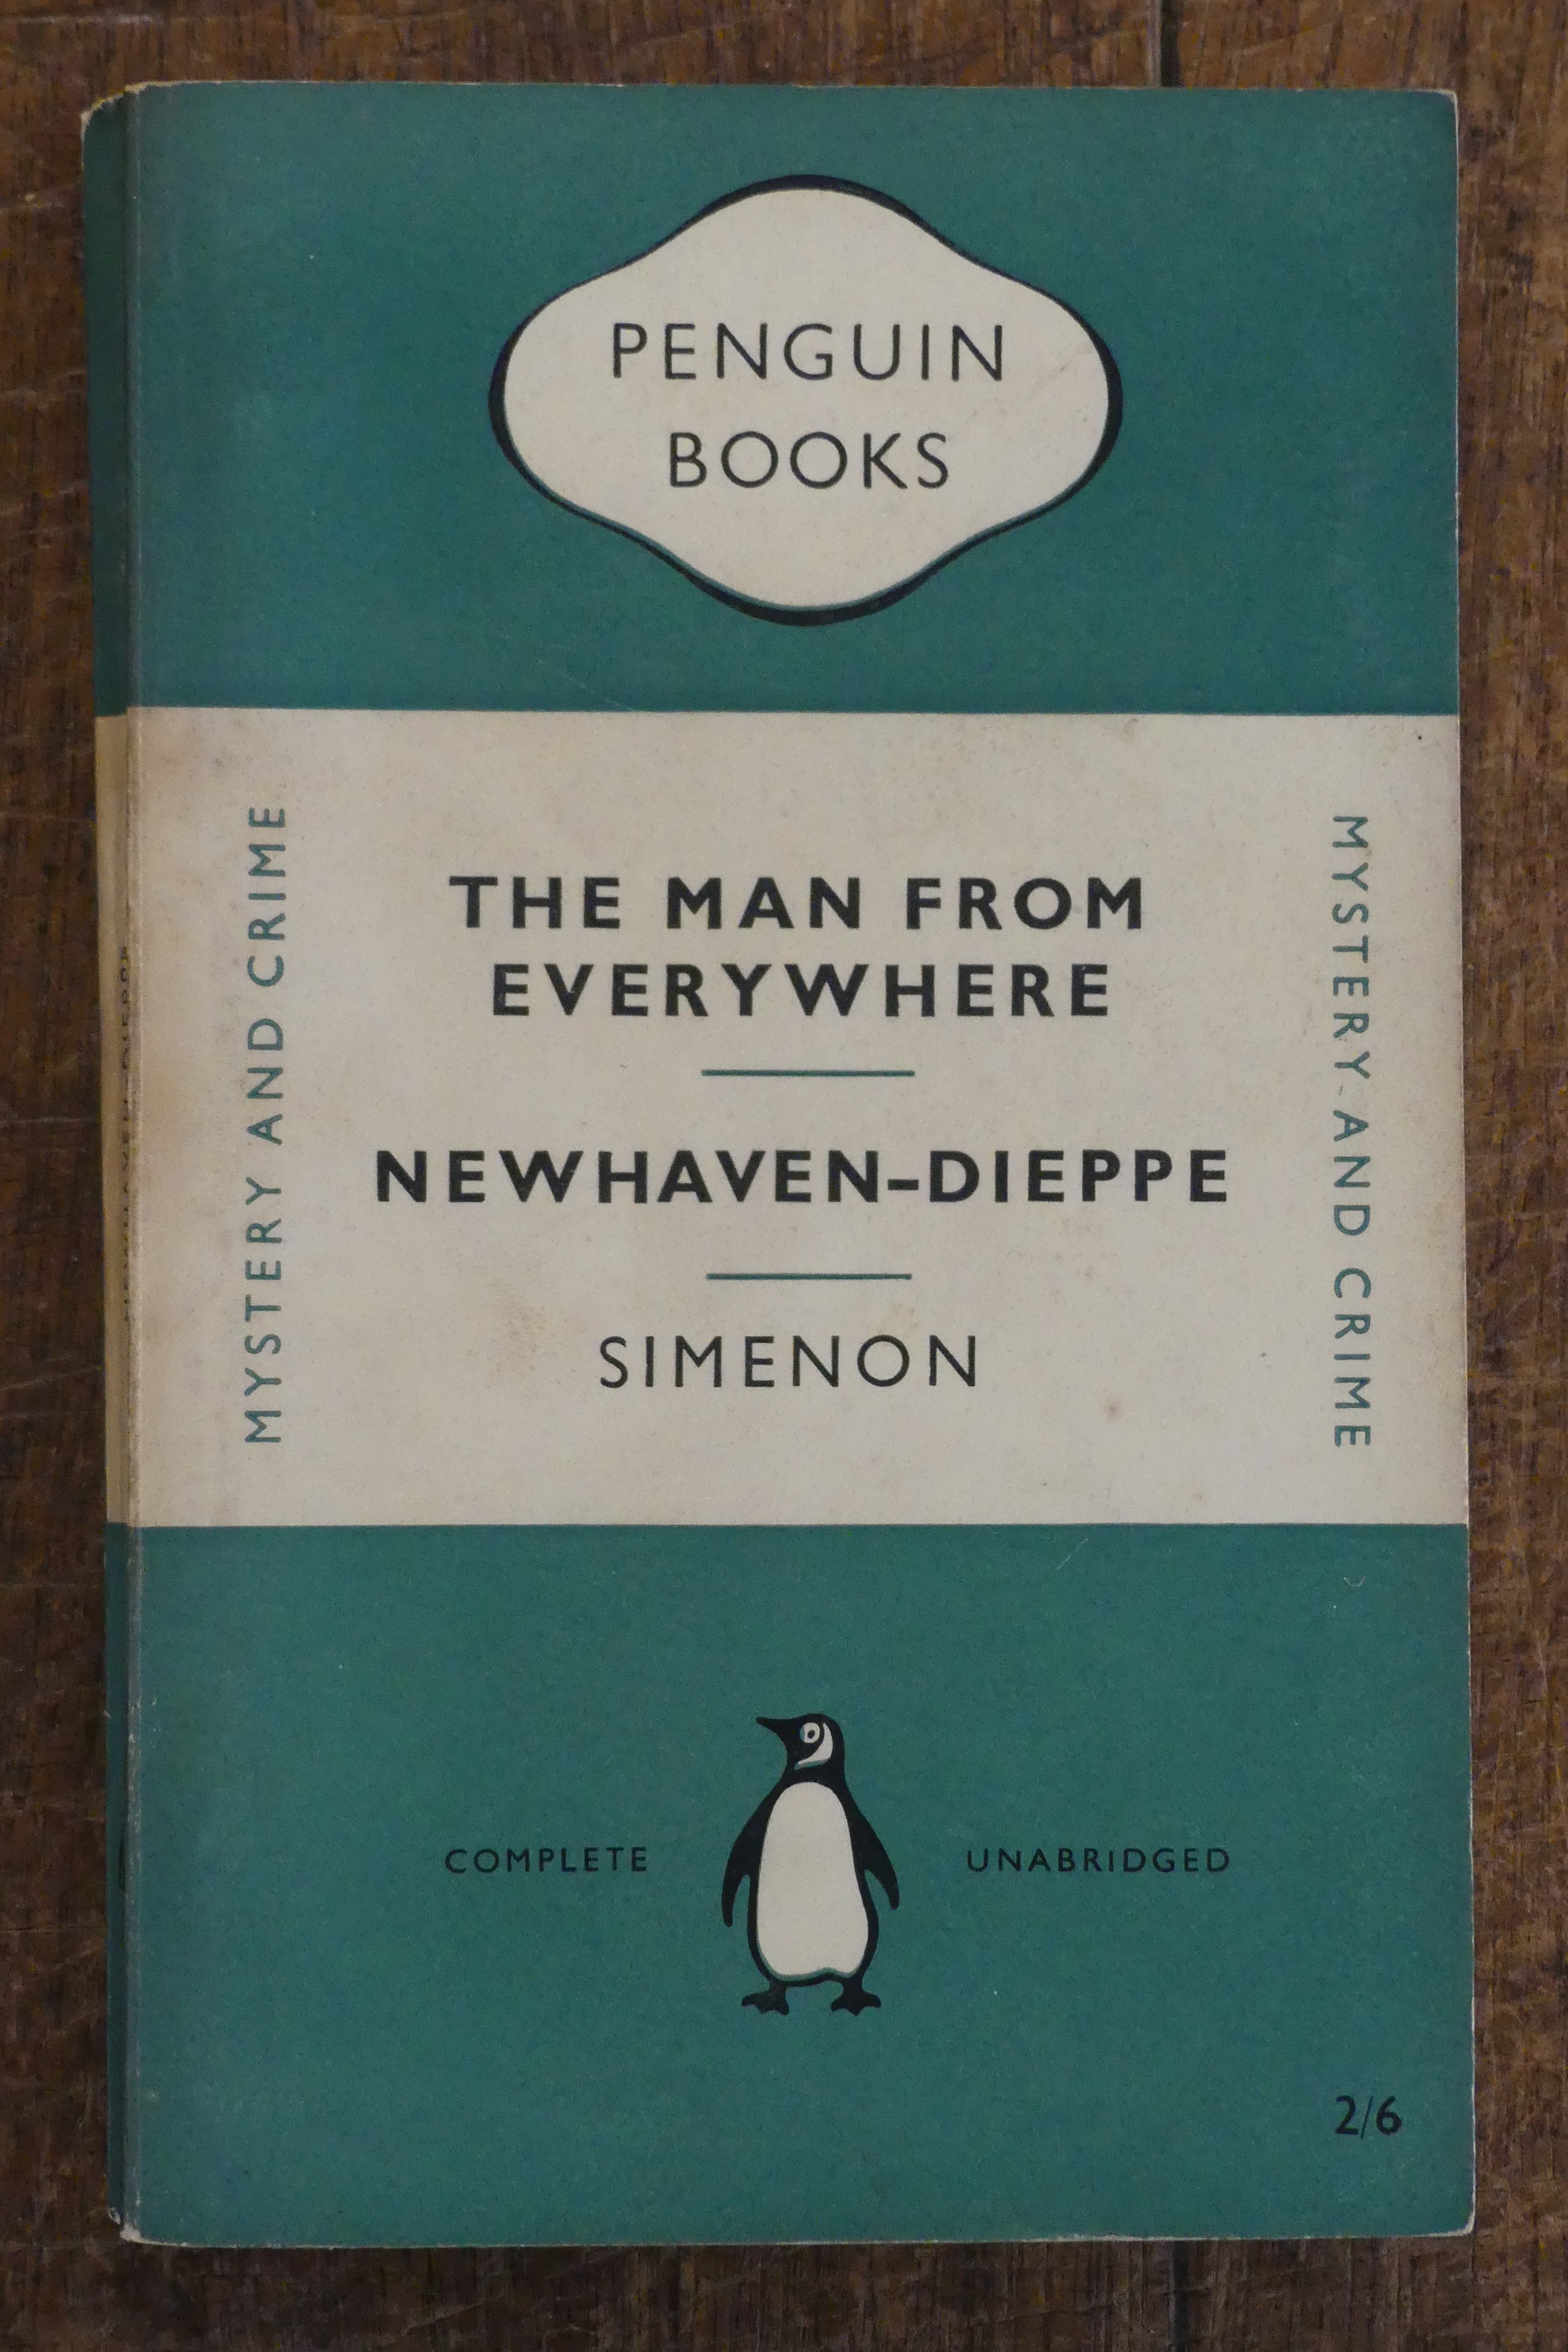 PENGUIN
BOOKS
MYSTERY AND CRIME
THE MAN FROM
EVERYWHERE
NEWHAVEN–DIEPPE
SIMENON
MYSTERY AND CRIME
COMPLETE
UNABRIDGED
2/6